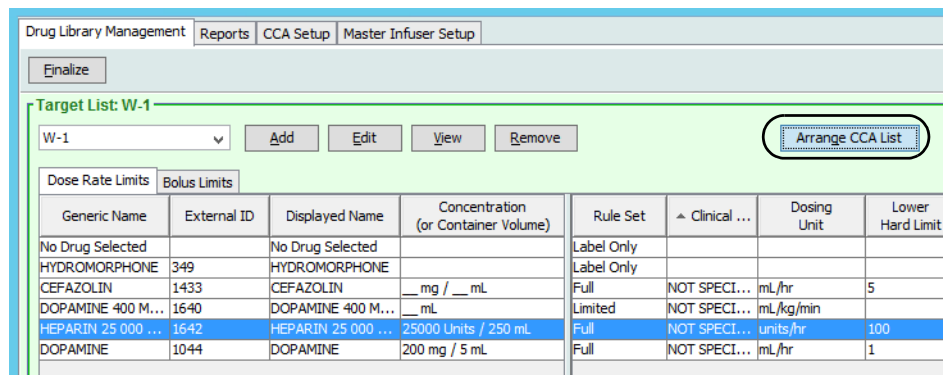 Drug Library Management Reports CCA Setup Master Infuser Setup
Finalize
Target List: W-1
W-1 Add Edit View Remove Arrange CCA List
Dose Rate Limits Bolus Limits
Generic Name External ID Displayed Name Concentration (or Container Volume) Rule Set Clinical ... Dosing Unit Lower Hard Limit
No Drug Selected No Drug Selected Label Only
HYDROMORPHONE 349 HYDROMORPHONE Label Only
CEFAZOLIN 1433 CEFAZOLIN __ mg / __ mL Full NOT SPECI... mL/hr 5
DOPAMINE 400 M... 1640 DOPAMINE 400 M... __ mL Limited NOT SPECI... mL/kg/min
HEPARIN 25 000 ... 1642 HEPARIN 25 000 ... 25000 Units / 250 mL Full NOT SPECI... units/hr 100
DOPAMINE 1044 DOPAMINE 200 mg / 5 mL Full NOT SPECI... mL/hr 1